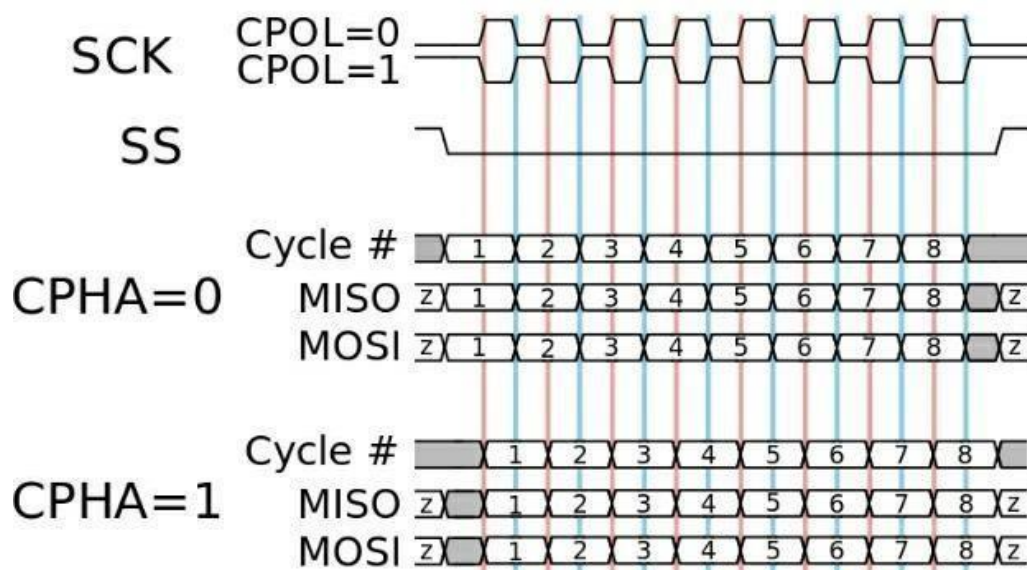 SCK CPOL=0
CPOL=1
SS
Cycle # 1 2 3 4 5 6 7 8
CPHA=0 MISO z 1 2 3 4 5 6 7 8 z
MOSI z 1 2 3 4 5 6 7 8 z
Cycle # 1 2 3 4 5 6 7 8
CPHA=1 MISO z 1 2 3 4 5 6 7 8 z
MOSI z 1 2 3 4 5 6 7 8 z